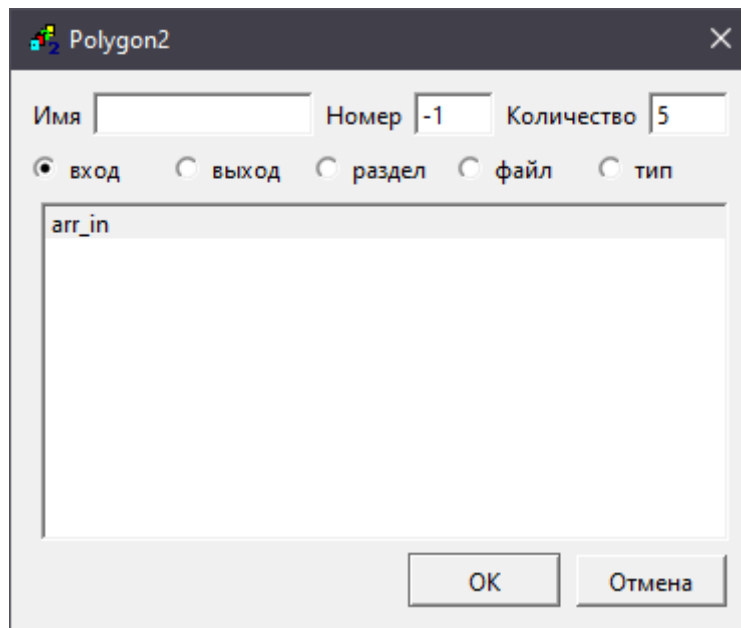 Polygon2
Имя Номер -1 Количество 5
вход выход раздел файл тип
arr_in
OK Отмена